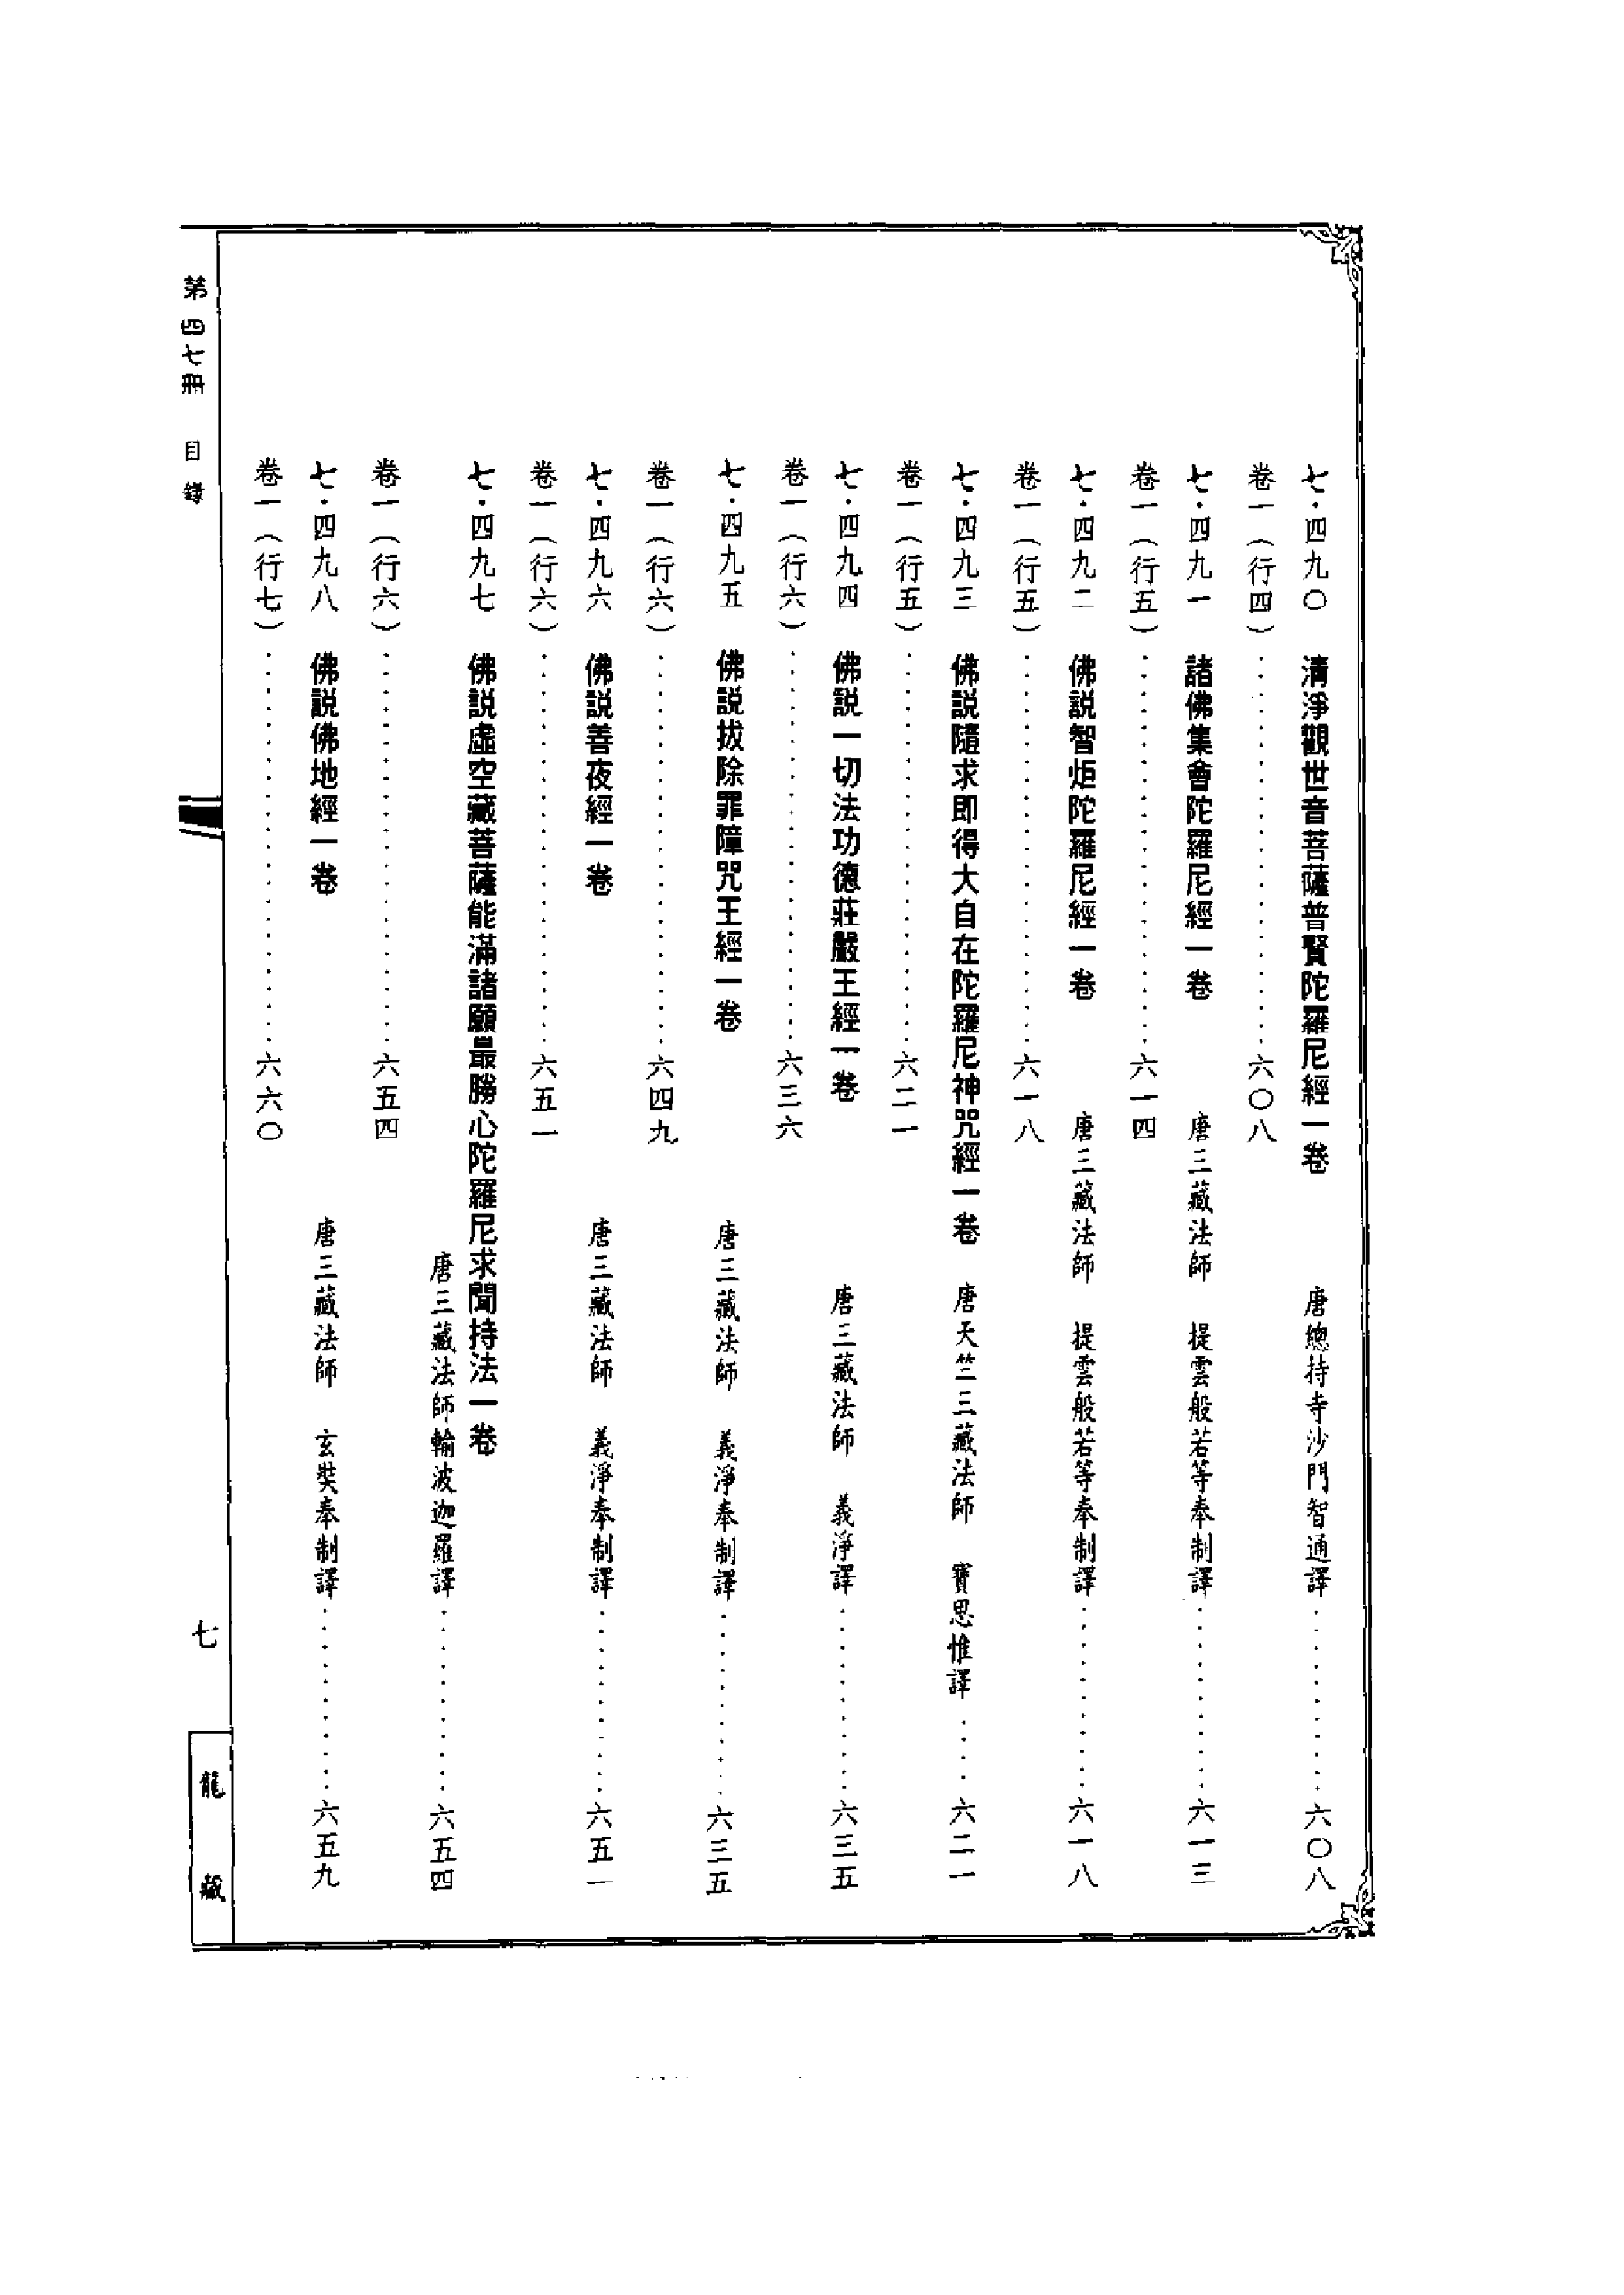 七·四九〇　清淨觀世音菩薩普賢陀羅尼經一卷　唐總持寺沙門智通譯…………六〇八
卷一（行四）…………六〇八
七·四九一　諸佛集會陀羅尼經一卷　唐三藏法師　提雲般若等奉制譯…………六一三
卷一（行五）…………六一四
七·四九二　佛説智炬陀羅尼經一卷　唐三藏法師　提雲般若等奉制譯…………六一八
卷一（行五）…………六一八
七·四九三　佛説隨求即得大自在陀羅尼神咒經一卷　唐天竺三藏法師　寶思惟譯……六二一
卷一（行五）…………六二一
七·四九四　佛説一切法功德莊嚴王經一卷　唐三藏法師　義淨譯…………六三五
卷一（行六）…………六三六
七·四九五　佛説拔除罪障咒王經一卷　唐三藏法師　義淨奉制譯…………六三五
卷一（行六）…………六四九
七·四九六　佛説善夜經一卷　唐三藏法師　義淨奉制譯…………六五一
卷一（行六）…………六五一
七·四九七　佛説虛空藏菩薩能滿諸願最勝心陀羅尼求聞持法一卷
唐三藏法師輸波迦羅譯…………六五四
卷一（行六）…………六五四
七·四九八　佛説佛地經一卷　唐三藏法師　玄奘奉制譯…………六五九
卷一（行七）…………六六〇
第四七冊　目錄
七
龍藏